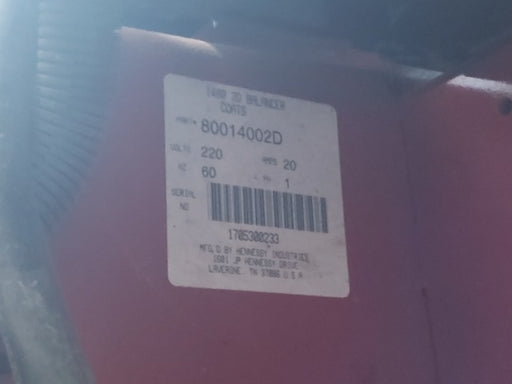 1400 2D BALANCER
COATS
PART# 80014002D
VOLTS 220 AMPS 20
HZ 60 PH 1
SERIAL
NO
1705300233
MFG,D BY HENNESSY INDUSTRIES
1601 JP HENNESSY DRIVE
LAVERGNE, TN 37086 U S A